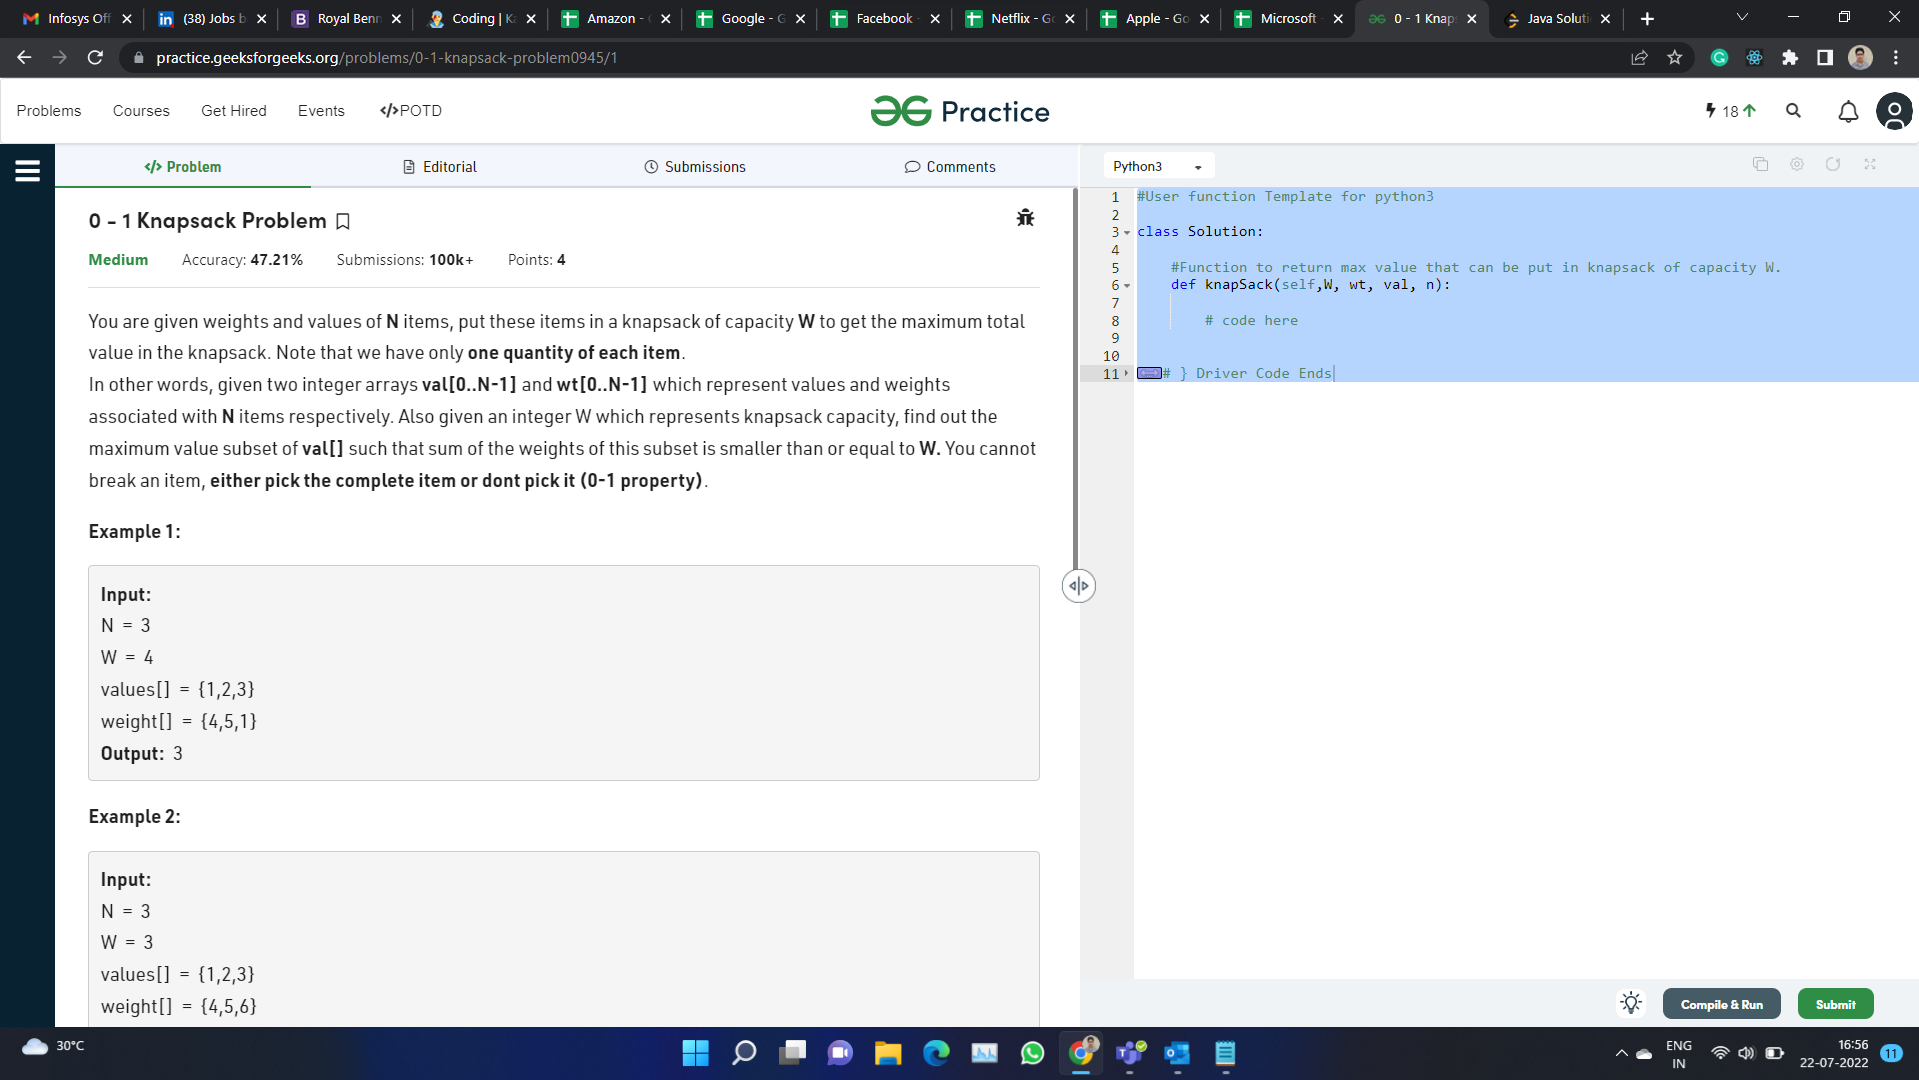 Infosys Off
(38) Jobs b
Royal Benn
Coding | K
Amazon -
Google - G
Facebook
Netflix - Go
Apple - Go
Microsoft
0 - 1 Knap
Java Soluti
practice.geeksforgeeks.org/problems/0-1-knapsack-problem0945/1
Problems
Courses
Get Hired
Events
</>POTD
Practice
18
</> Problem
Editorial
Submissions
Comments
Python3
0 - 1 Knapsack Problem
Medium Accuracy: 47.21% Submissions: 100k+ Points: 4
You are given weights and values of N items, put these items in a knapsack of capacity W to get the maximum total
value in the knapsack. Note that we have only one quantity of each item.
In other words, given two integer arrays val[0..N-1] and wt[0..N-1] which represent values and weights
associated with N items respectively. Also given an integer W which represents knapsack capacity, find out the
maximum value subset of val[] such that sum of the weights of this subset is smaller than or equal to W. You cannot
break an item, either pick the complete item or dont pick it (0-1 property).
Example 1:
Input:
N = 3
W = 4
values[] = {1,2,3}
weight[] = {4,5,1}
Output: 3
Example 2:
Input:
N = 3
W = 3
values[] = {1,2,3}
weight[] = {4,5,6}
1 #User function Template for python3
2
3 class Solution:
4
5 #Function to return max value that can be put in knapsack of capacity W.
6 def knapSack(self,W, wt, val, n):
7
8 # code here
9
10
11 # } Driver Code Ends
Compile & Run
Submit
30°C
ENG
IN
16:56
22-07-2022
11